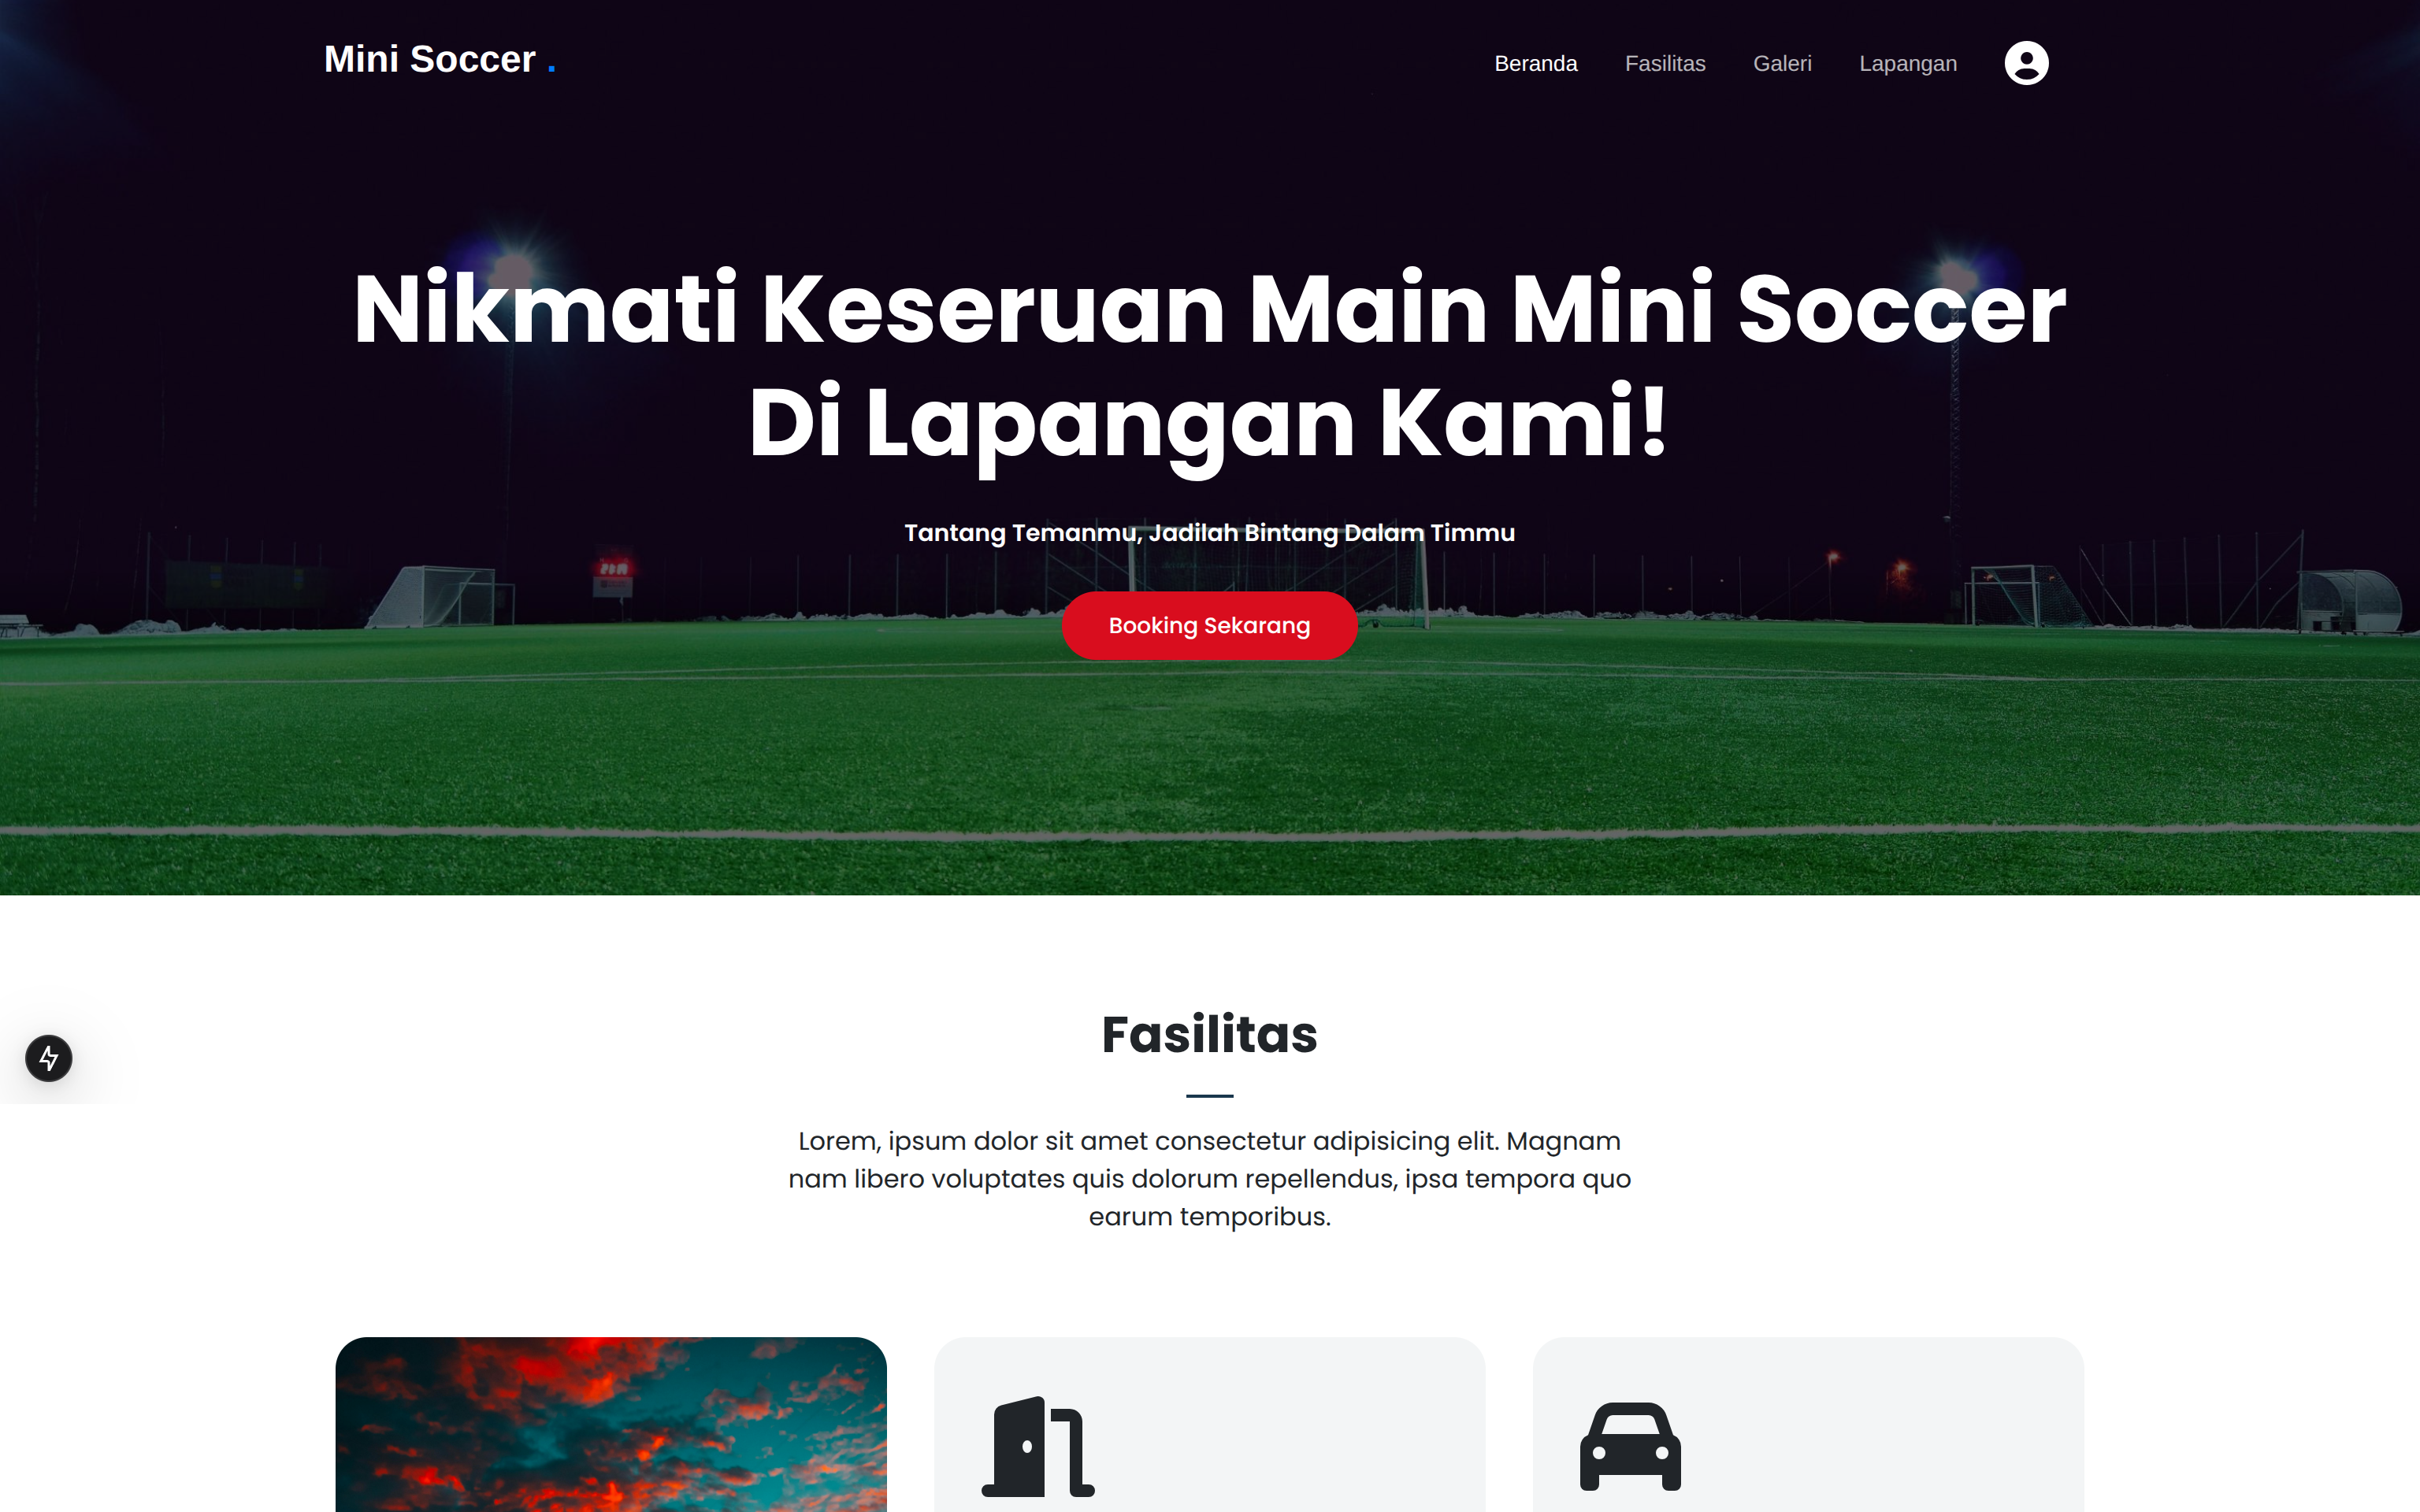 Mini Soccer .
Beranda Fasilitas Galeri Lapangan
Nikmati Keseruan Main Mini Soccer
Di Lapangan Kami!
Tantang Temanmu, Jadilah Bintang Dalam Timmu
Booking Sekarang
Fasilitas
Lorem, ipsum dolor sit amet consectetur adipisicing elit. Magnam
nam libero voluptates quis dolorum repellendus, ipsa tempora quo
earum temporibus.